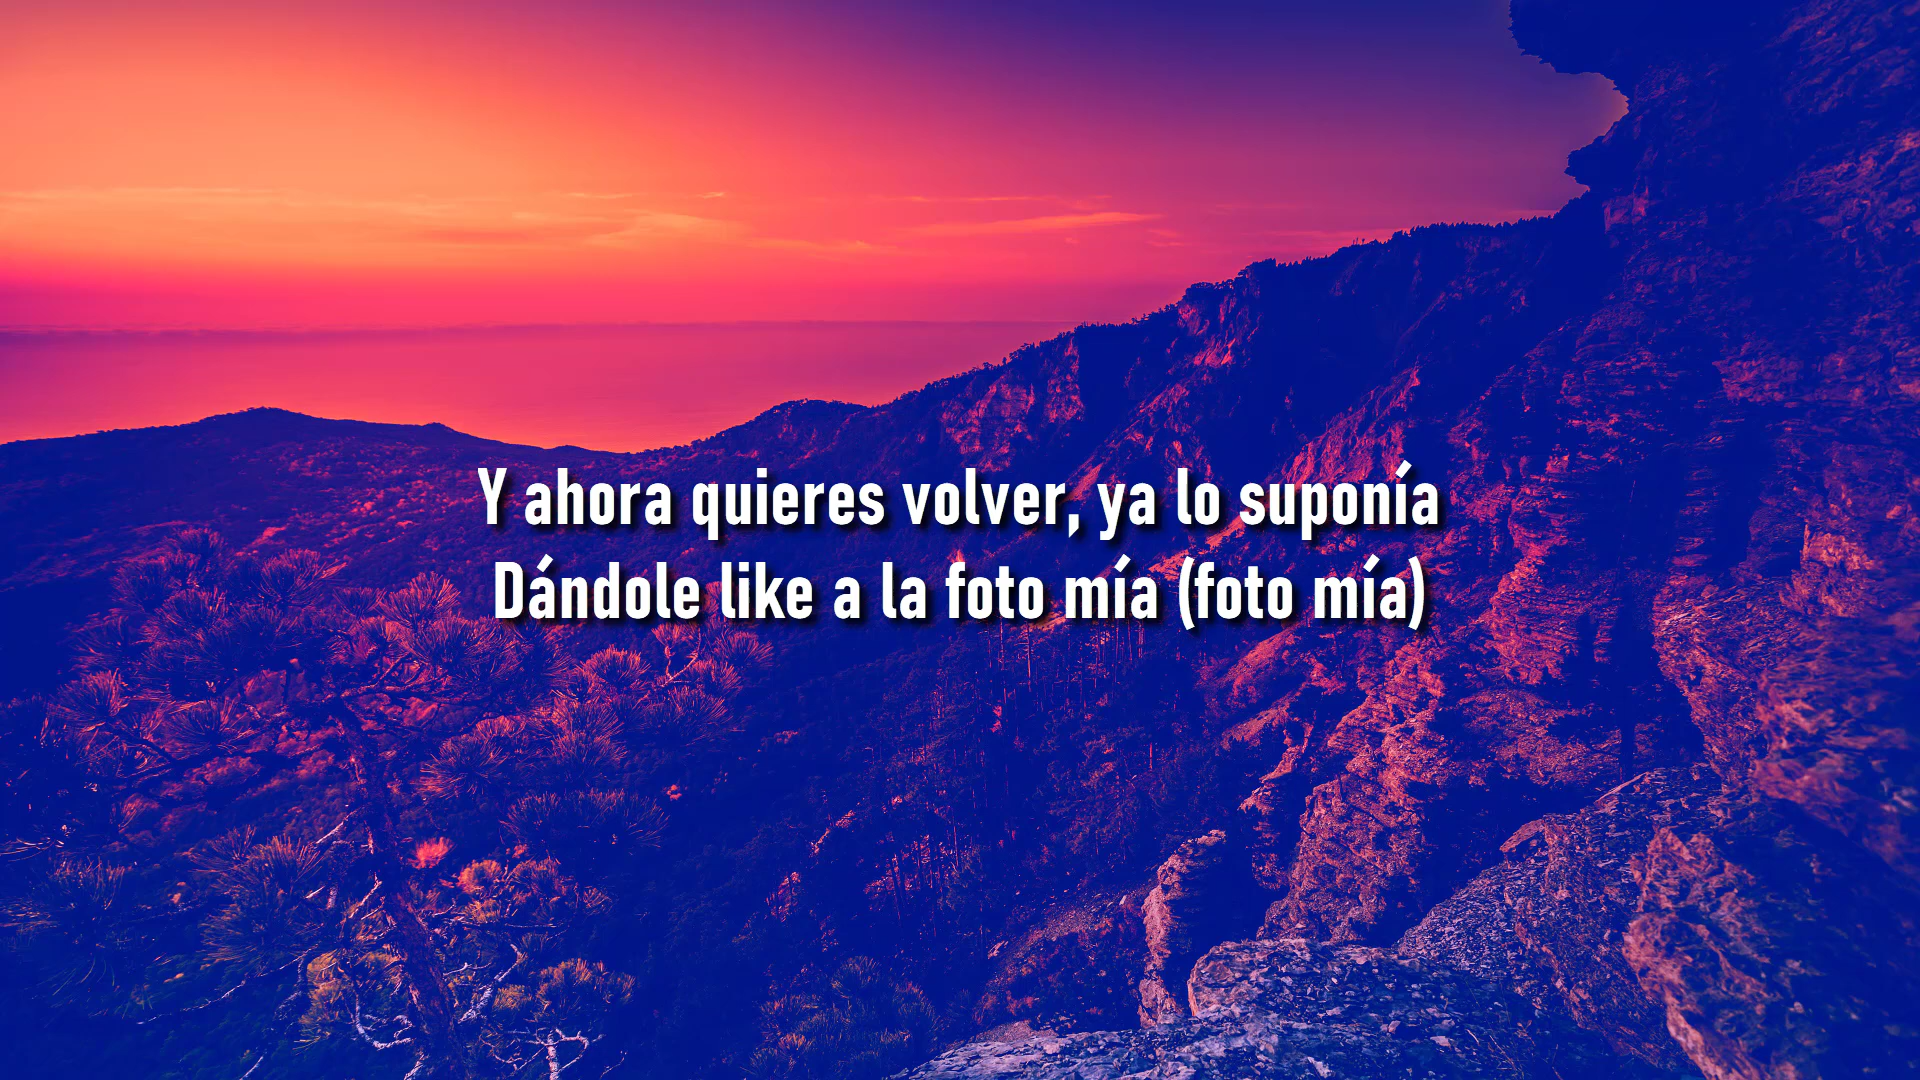 Y ahora quieres volver, ya lo suponía
Dándole like a la foto mía (foto mía)